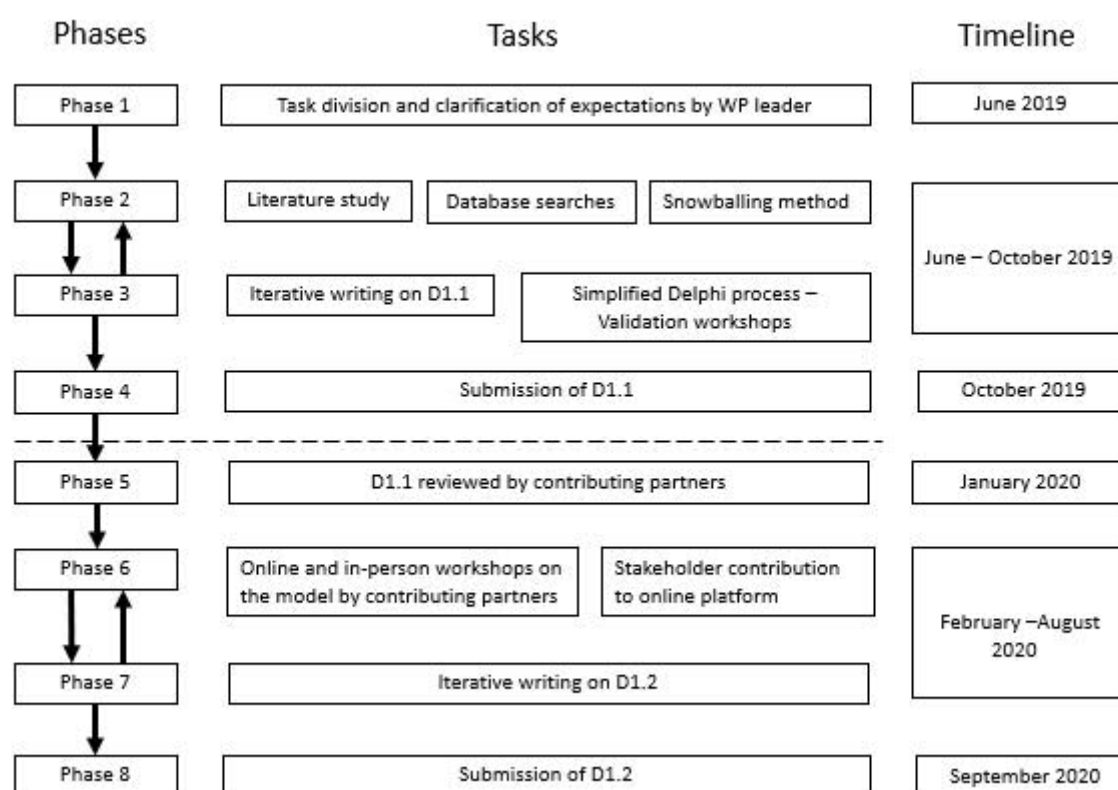 Phases
Tasks
Timeline
Phase 1
Task division and clarification of expectations by WP leader
June 2019
Phase 2
Literature study
Database searches
Snowballing method
June – October 2019
Phase 3
Iterative writing on D1.1
Simplified Delphi process –
Validation workshops
Phase 4
Submission of D1.1
October 2019
Phase 5
D1.1 reviewed by contributing partners
January 2020
Phase 6
Online and in-person workshops on
the model by contributing partners
Stakeholder contribution
to online platform
February –August
2020
Phase 7
Iterative writing on D1.2
Phase 8
Submission of D1.2
September 2020